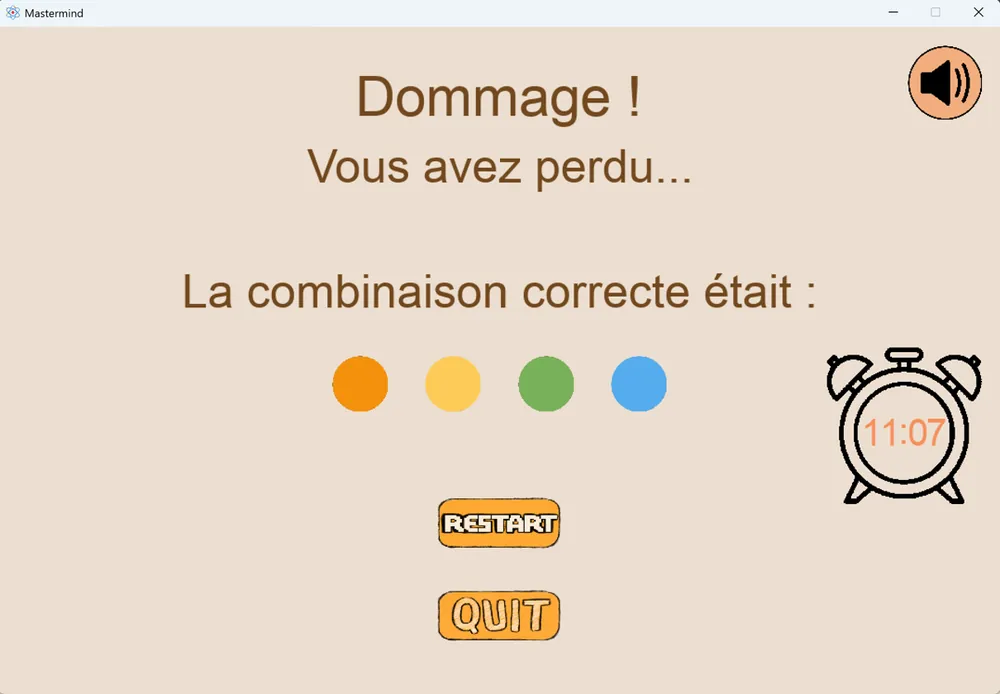 Mastermind
Dommage !
Vous avez perdu...
La combinaison correcte était :
11:07
RESTART
QUIT